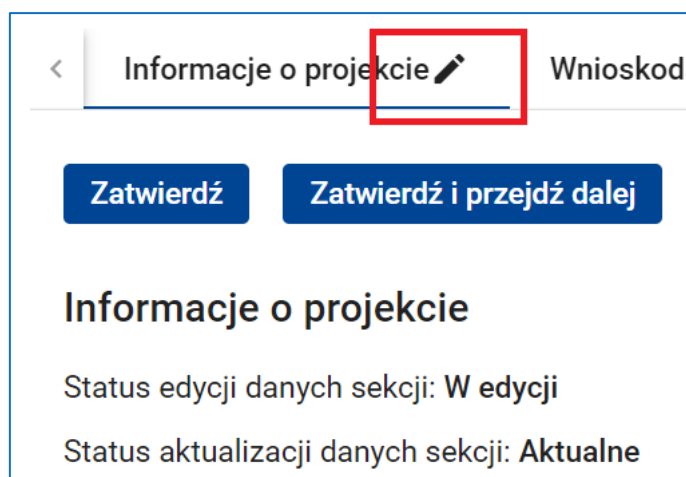 Informacje o projekcie Wnioskod
Zatwierdź Zatwierdź i przejdź dalej
Informacje o projekcie
Status edycji danych sekcji: W edycji
Status aktualizacji danych sekcji: Aktualne